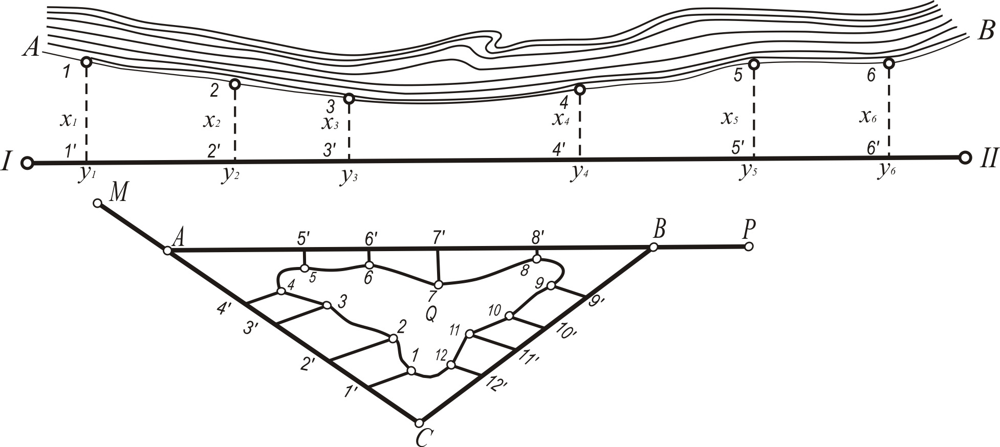 A B
1 2 3 4 5 6
x1 x2 x3 x4 x5 x6
1' 2' 3' 4' 5' 6'
I II
y1 y2 y3 y4 y5 y6
M
A 5' 6' 7' 8' B P
5 6 7 8
4 9
4' 3 Q 10 9'
3' 2 11 10'
2' 1 12 11'
1' 12'
C